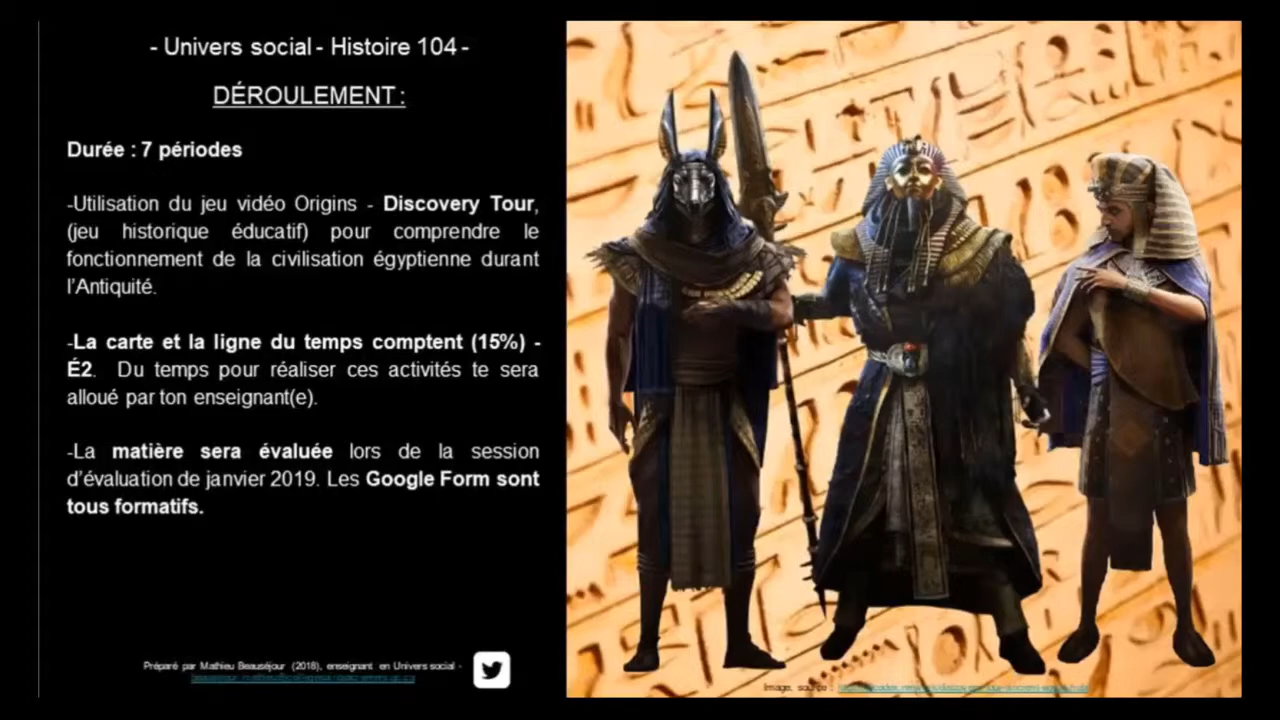 - Univers social - Histoire 104 -
DÉROULEMENT :
Durée : 7 périodes
-Utilisation du jeu vidéo Origins - Discovery Tour,
(jeu historique éducatif) pour comprendre le
fonctionnement de la civilisation égyptienne durant
l'Antiquité.
-La carte et la ligne du temps comptent (15%) -
É2. Du temps pour réaliser ces activités te sera
alloué par ton enseignant(e).
-La matière sera évaluée lors de la session
d'évaluation de janvier 2019. Les Google Form sont
tous formatifs.
Préparé par Mathieu Beauséjour (2018), enseignant en Univers social -
Image, source :